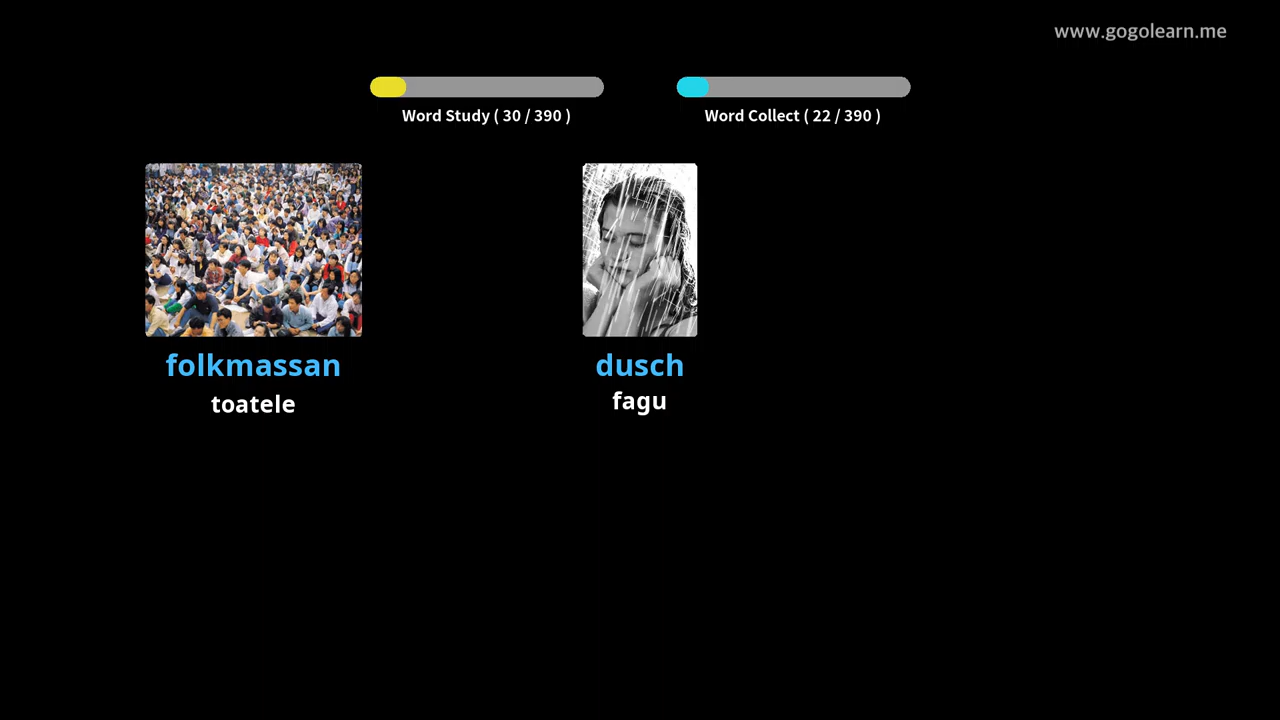 www.gogolearn.me
Word Study ( 30 / 390 )
Word Collect ( 22 / 390 )
folkmassan
toatele
dusch
fagu